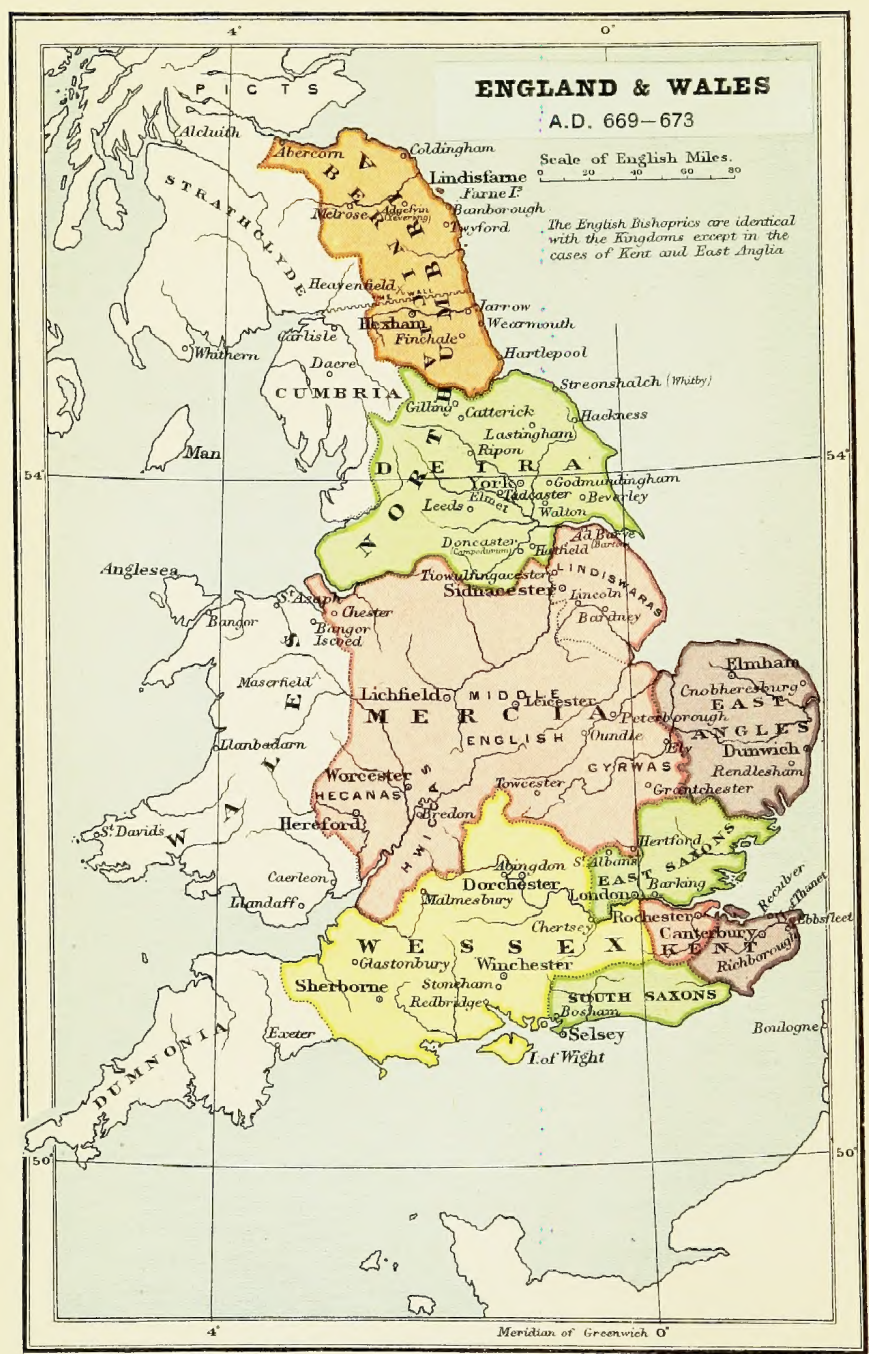 4°
0°
ENGLAND & WALES
A.D. 669–673
Scale of English Miles.
0 20 40 60 80
The English Bishoprics are identical
with the Kingdoms except in the
cases of Kent and East Anglia
PICTS
Alcluith
Abercorn
Coldingham
STRATHCLYDE
BERNICIA
Lindisfarne
Farne Iˢ
Melrose
Bamborough
Twyford
NORTHUMBRIA
Heavenfield
THE WALL
Jarrow
Hexham
Wearmouth
Carlisle
Finchale
Whithern
Hartlepool
Dacre
Streonshalch (Whitby)
CUMBRIA
Gilling
Catterick
Hackness
Lastingham
Man
Ripon
54°
54°
DEIRA
York
Godmundingham
Elmet
Tadcaster
Beverley
Leeds
Walton
Doncaster
(Campodunum)
Hatfield
Ad Barve
(Barton)
Anglesea
Tiowulfingacester
LINDISWARAS
Sidnacester
Lincoln
St. Asaph
Chester
Bardney
Bangor
Bangor
Iscoed
WALES
Elmham
Maserfield
Lichfield
MIDDLE
Leicester
Cnobheresburg
EAST
MERCIA
Peterborough
ANGLES
ENGLISH
Oundle
Ely
Dunwich
Llanbadarn
GYRWAS
Rendlesham
Worcester
Towcester
Grantchester
HECANAS
Hereford
Bredon
HWICCAS
St. Davids
Hertford
Abingdon
St. Albans
EAST SAXONS
Caerleon
Dorchester
Barking
Malmesbury
London
Llandaff
Reculver
I. of Thanet
Rochester
Ebbsfleet
Chertsey
Canterbury
WESSEX
KENT
Richborough
Glastonbury
Winchester
Sherborne
Stoneham
SOUTH SAXONS
Redbridge
Bosham
Exeter
Selsey
Boulogne
DUMNONIA
I. of Wight
50°
50°
4°
Meridian of Greenwich 0°